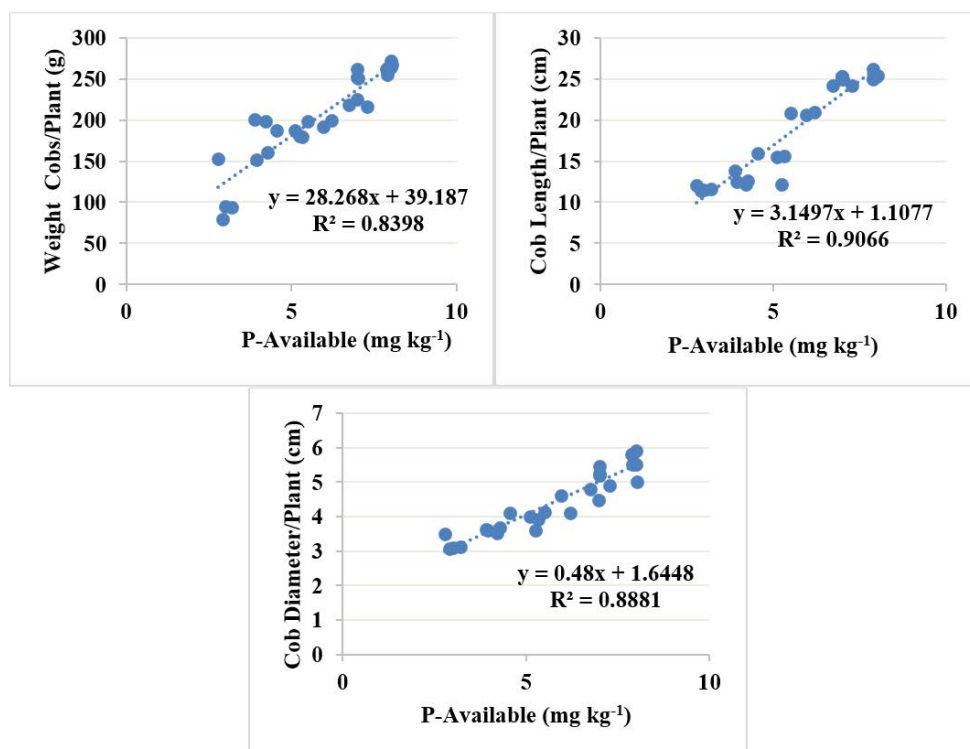 Weight Cobs/Plant (g)
300
250
200
150
100
50
0
y = 28.268x + 39.187
R² = 0.8398
0 5 10
P-Available (mg kg⁻¹)
Cob Length/Plant (cm)
30
25
20
15
10
5
0
y = 3.1497x + 1.1077
R² = 0.9066
0 5 10
P-Available (mg kg⁻¹)
Cob Diameter/Plant (cm)
7
6
5
4
3
2
1
0
y = 0.48x + 1.6448
R² = 0.8881
0 5 10
P-Available (mg kg⁻¹)